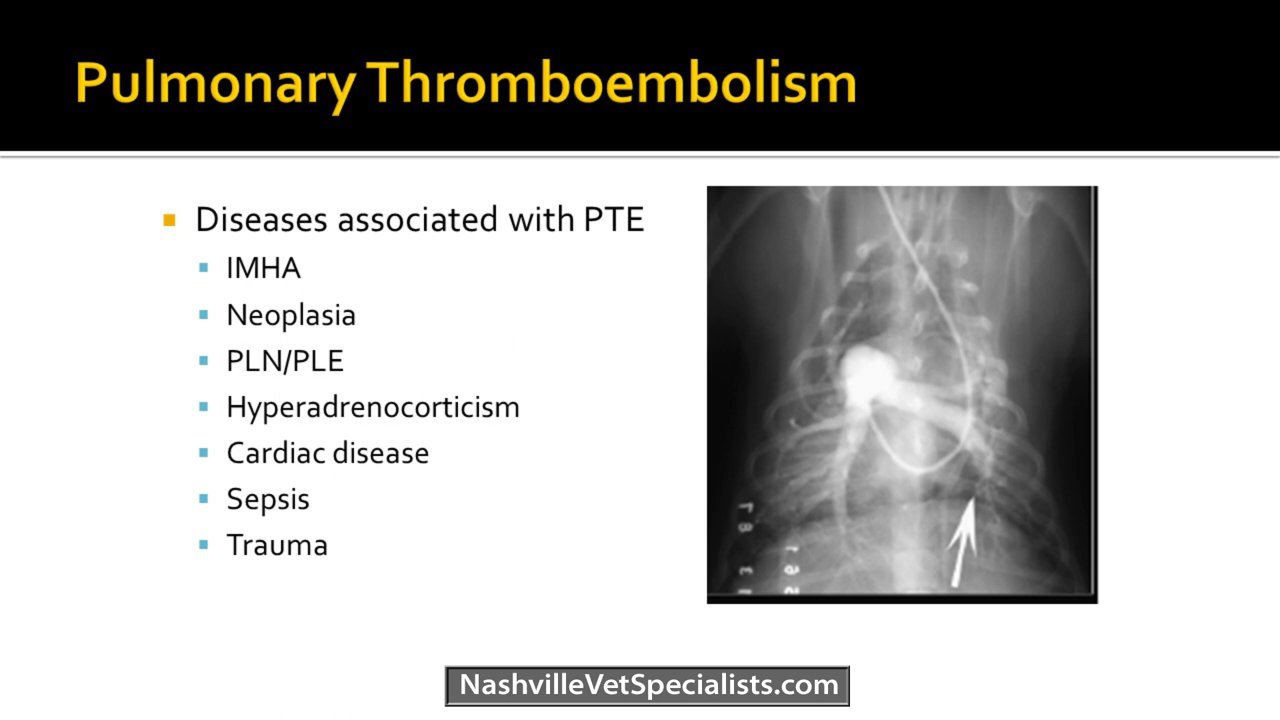 Pulmonary Thromboembolism
Diseases associated with PTE
IMHA
Neoplasia
PLN/PLE
Hyperadrenocorticism
Cardiac disease
Sepsis
Trauma
NashvilleVetSpecialists.com